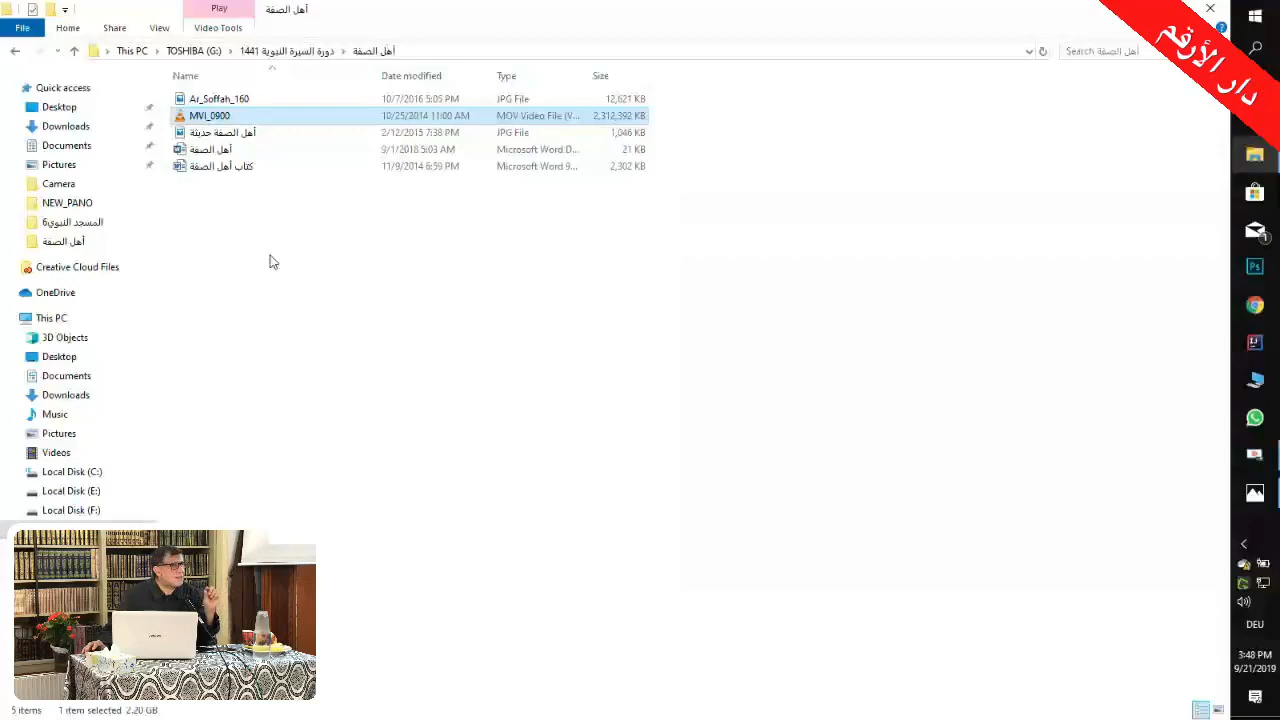 Play
أهل الصفة
File
Home
Share
View
Video Tools
This PC
TOSHIBA (G:)
دورة السيرة النبوية 1441
أهل الصفة
Search أهل الصفة
دار الأرقم
Name
Date modified
Type
Size
Ar_Soffah_160
10/7/2016 5:05 PM
JPG File
12,621 KB
MVI_0900
10/25/2014 11:00 AM
MOV Video File (V...
2,312,392 KB
أهل الصفة حديثة
2/12/2015 7:38 PM
JPG File
1,046 KB
أهل الصفة
9/1/2018 5:03 AM
Microsoft Word D...
21 KB
كتاب أهل الصفة
11/9/2014 6:59 PM
Microsoft Word 9...
2,302 KB
Quick access
Desktop
Downloads
Documents
Pictures
Camera
NEW_PANO
المسجد النبوي6
أهل الصفة
Creative Cloud Files
OneDrive
This PC
3D Objects
Desktop
Documents
Downloads
Music
Pictures
Videos
Local Disk (C:)
Local Disk (E:)
Local Disk (F:)
5 items
1 item selected 2.20 GB
Ps
DEU
3:48 PM
9/21/2019